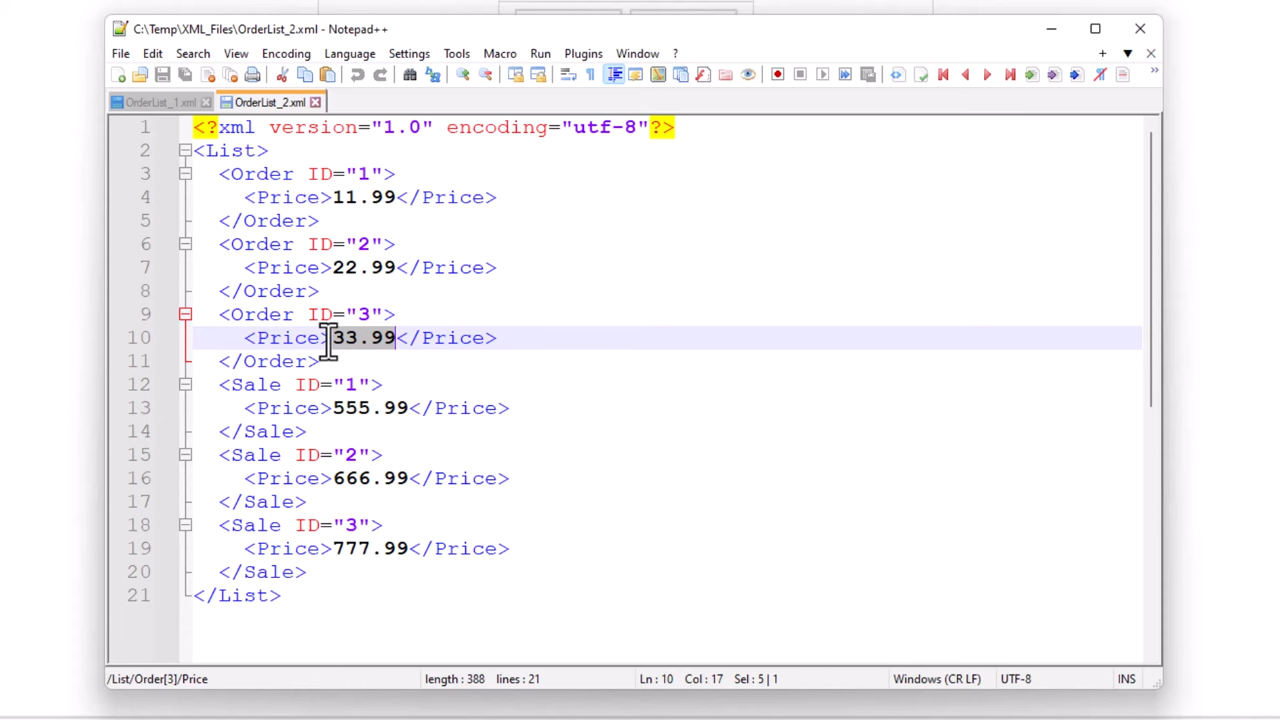 C:\Temp\XML_Files\OrderList_2.xml - Notepad++
File Edit Search View Encoding Language Settings Tools Macro Run Plugins Window ?
OrderList_1.xml OrderList_2.xml
1 <?xml version="1.0" encoding="utf-8"?>
2 <List>
3 <Order ID="1">
4 <Price>11.99</Price>
5 </Order>
6 <Order ID="2">
7 <Price>22.99</Price>
8 </Order>
9 <Order ID="3">
10 <Price>33.99</Price>
11 </Order>
12 <Sale ID="1">
13 <Price>555.99</Price>
14 </Sale>
15 <Sale ID="2">
16 <Price>666.99</Price>
17 </Sale>
18 <Sale ID="3">
19 <Price>777.99</Price>
20 </Sale>
21 </List>
/List/Order[3]/Price length : 388 lines : 21 Ln : 10 Col : 17 Sel : 5 | 1 Windows (CR LF) UTF-8 INS